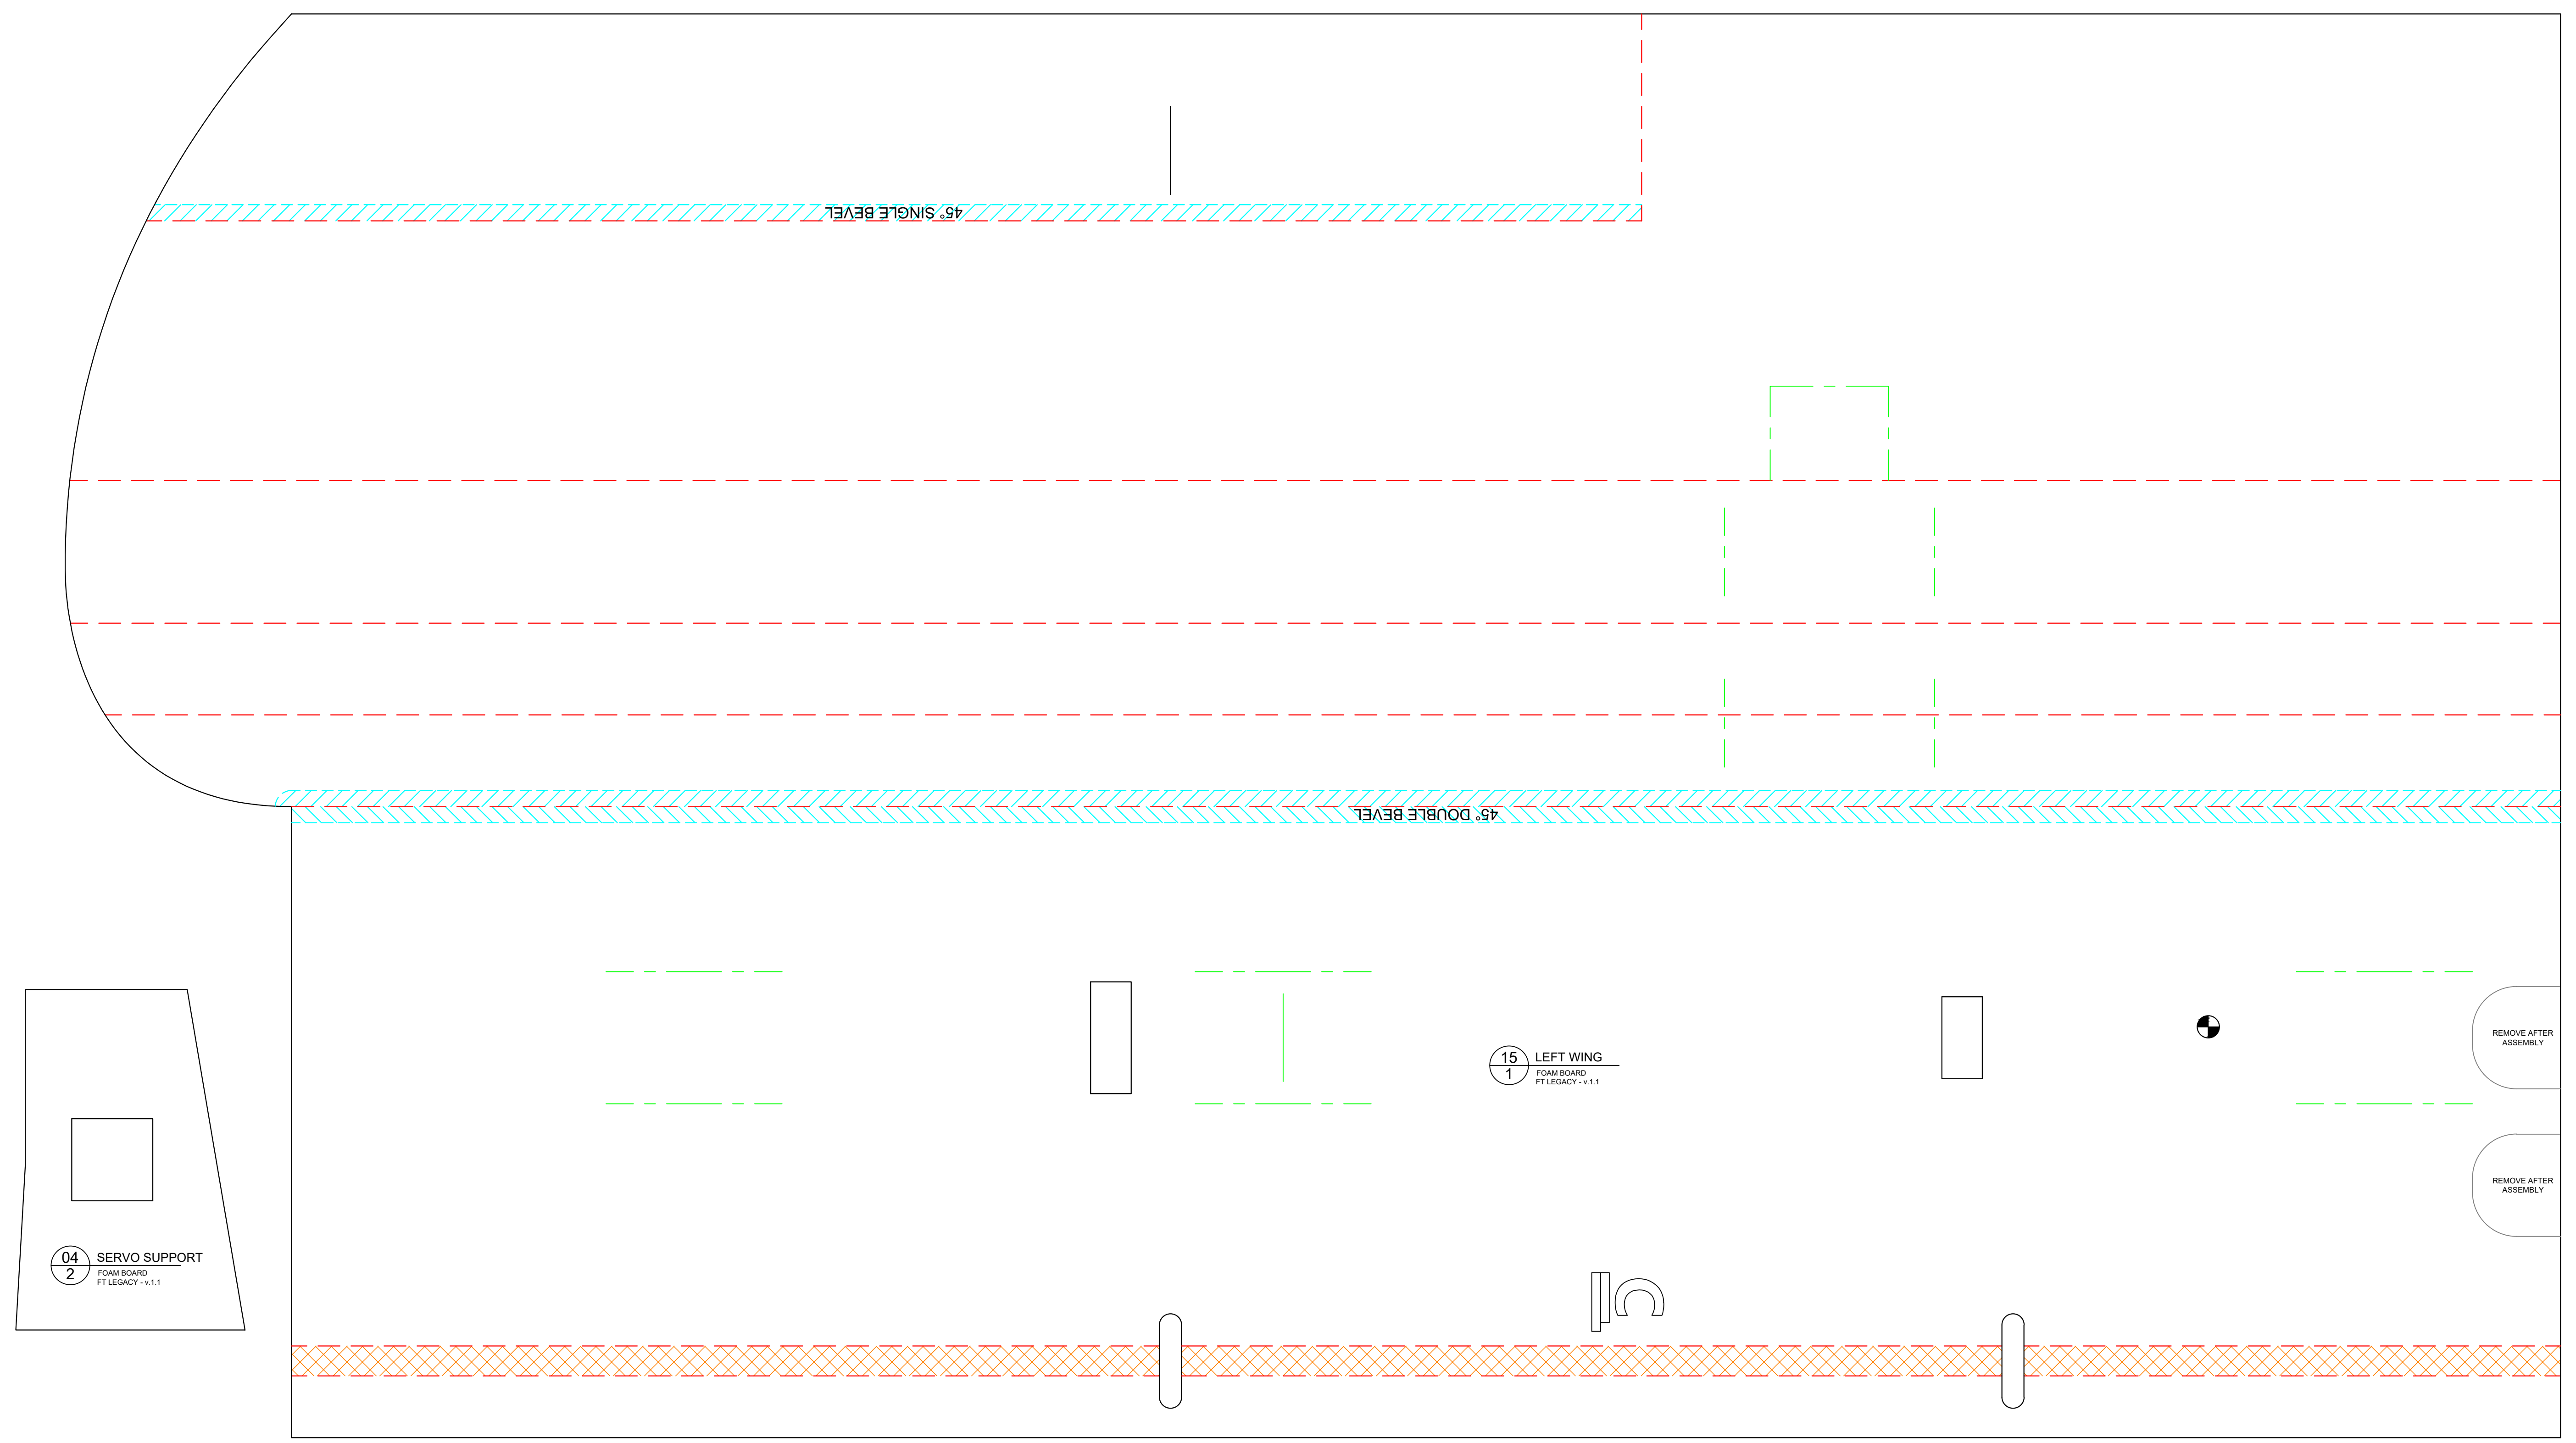 45° SINGLE BEVEL
45° DOUBLE BEVEL
15
1
LEFT WING
FOAM BOARD
FT LEGACY - v.1.1
REMOVE AFTER
ASSEMBLY
REMOVE AFTER
ASSEMBLY
04
2
SERVO SUPPORT
FOAM BOARD
FT LEGACY - v.1.1